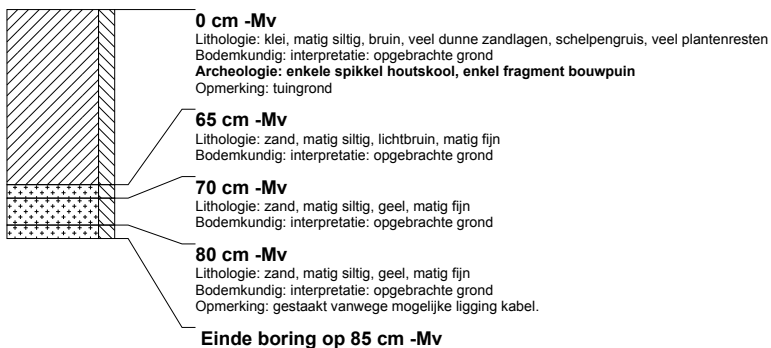 0 cm -Mv
Lithologie: klei, matig siltig, bruin, veel dunne zandlagen, schelpengruis, veel plantenresten
Bodemkundig: interpretatie: opgebrachte grond
Archeologie: enkele spikkel houtskool, enkel fragment bouwpuin
Opmerking: tuingrond
65 cm -Mv
Lithologie: zand, matig siltig, lichtbruin, matig fijn
Bodemkundig: interpretatie: opgebrachte grond
70 cm -Mv
Lithologie: zand, matig siltig, geel, matig fijn
Bodemkundig: interpretatie: opgebrachte grond
80 cm -Mv
Lithologie: zand, matig siltig, geel, matig fijn
Bodemkundig: interpretatie: opgebrachte grond
Opmerking: gestaakt vanwege mogelijke ligging kabel.
Einde boring op 85 cm -Mv